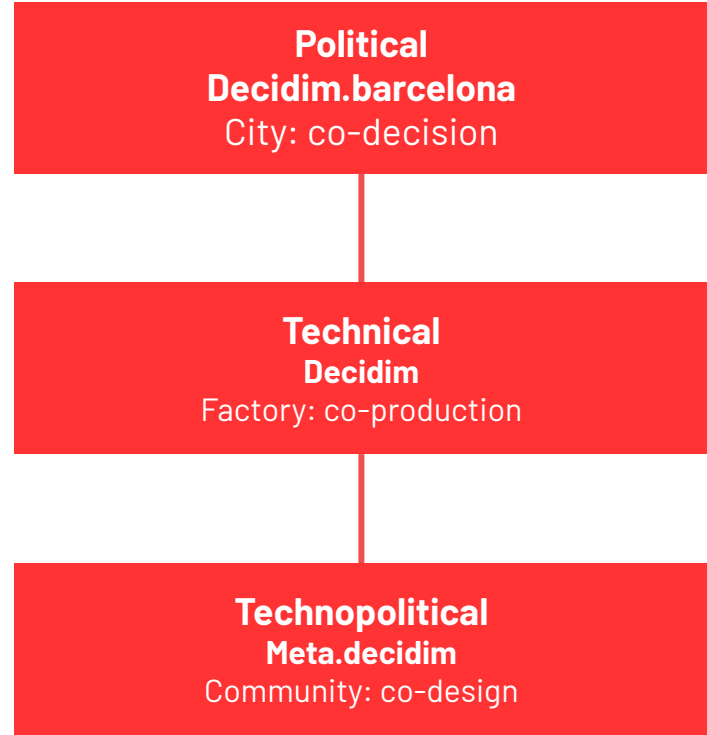 Political
Decidim.barcelona
City: co-decision
Technical
Decidim
Factory: co-production
Technopolitical
Meta.decidim
Community: co-design